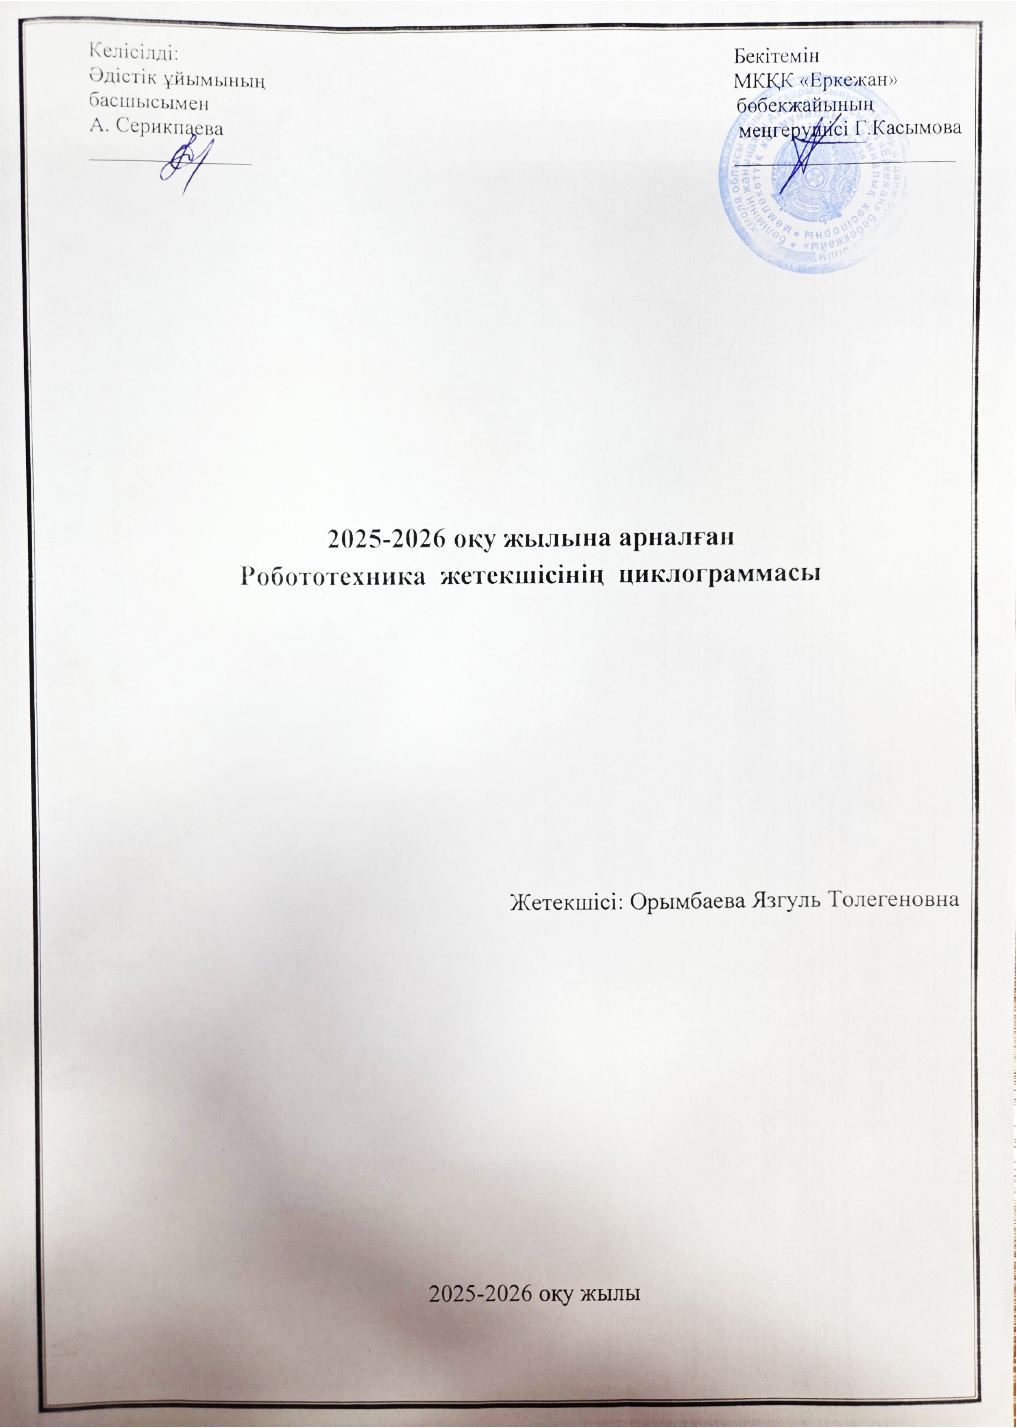 Келісілді:
Әдістік ұйымының
басшысымен
А. Серикпаева
Бекітемін
МКҚК «Еркежан»
бөбекжайының
меңгерушісі Г.Касымова
2025-2026 оқу жылына арналған
Робототехника жетекшісінің циклограммасы
Жетекшісі: Орымбаева Язгуль Толегеновна
2025-2026 оқу жылы